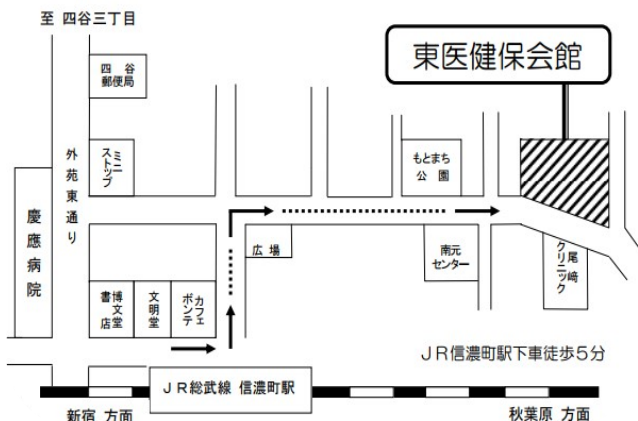 至 四谷三丁目
四谷
郵便局
東医健保会館
外苑東通り
ミニ
ストップ
もとまち
公園
慶應病院
広場
南元
センター
尾﨑
クリニック
博文堂
書店
文明堂
カフェ
ポンテ
JR信濃町駅下車徒歩5分
JR総武線 信濃町駅
新宿 方面
秋葉原 方面